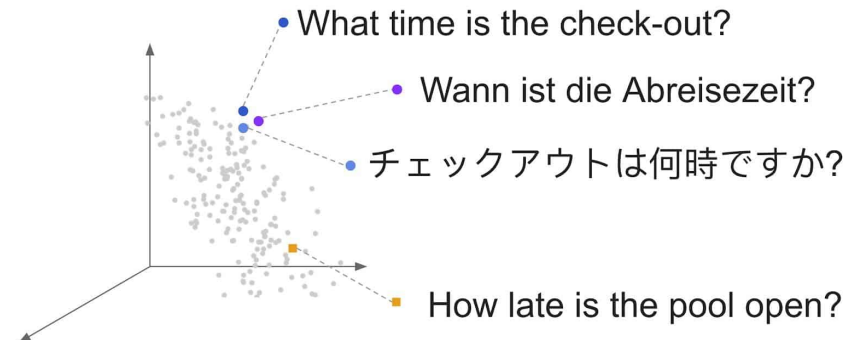 What time is the check-out?
Wann ist die Abreisezeit?
チェックアウトは何時ですか?
How late is the pool open?